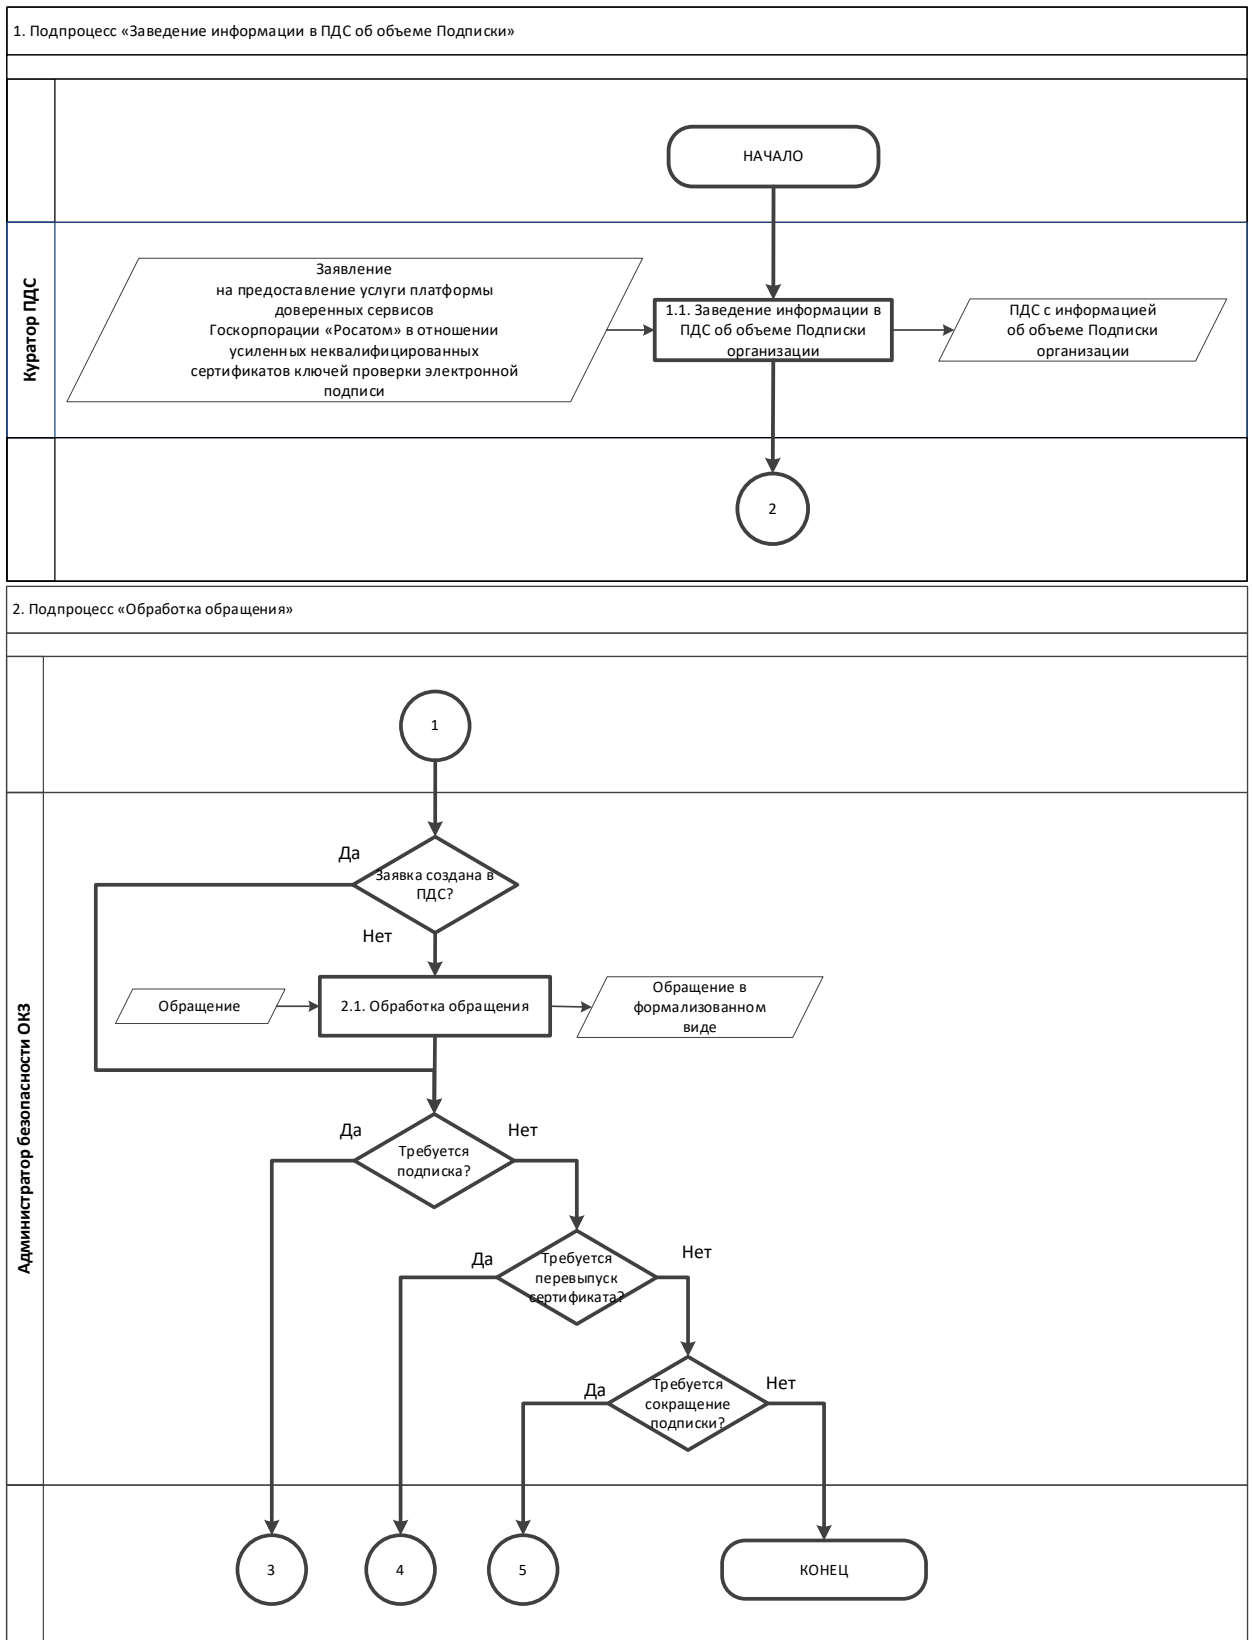 1. Подпроцесс «Заведение информации в ПДС об объеме Подписки»
НАЧАЛО
Куратор ПДС
Заявление
на предоставление услуги платформы
доверенных сервисов
Госкорпорации «Росатом» в отношении
усиленных неквалифицированных
сертификатов ключей проверки электронной
подписи
1.1. Заведение информации в
ПДС об объеме Подписки
организации
ПДС с информацией
об объеме Подписки
организации
2
2. Подпроцесс «Обработка обращения»
1
Администратор безопасности ОКЗ
Да
Заявка создана в
ПДС?
Нет
Обращение
2.1. Обработка обращения
Обращение в
формализованном
виде
Да
Нет
Требуется
подписка?
Да
Нет
Требуется
перевыпуск
сертификата?
Да
Нет
Требуется
сокращение
подписки?
3
4
5
КОНЕЦ